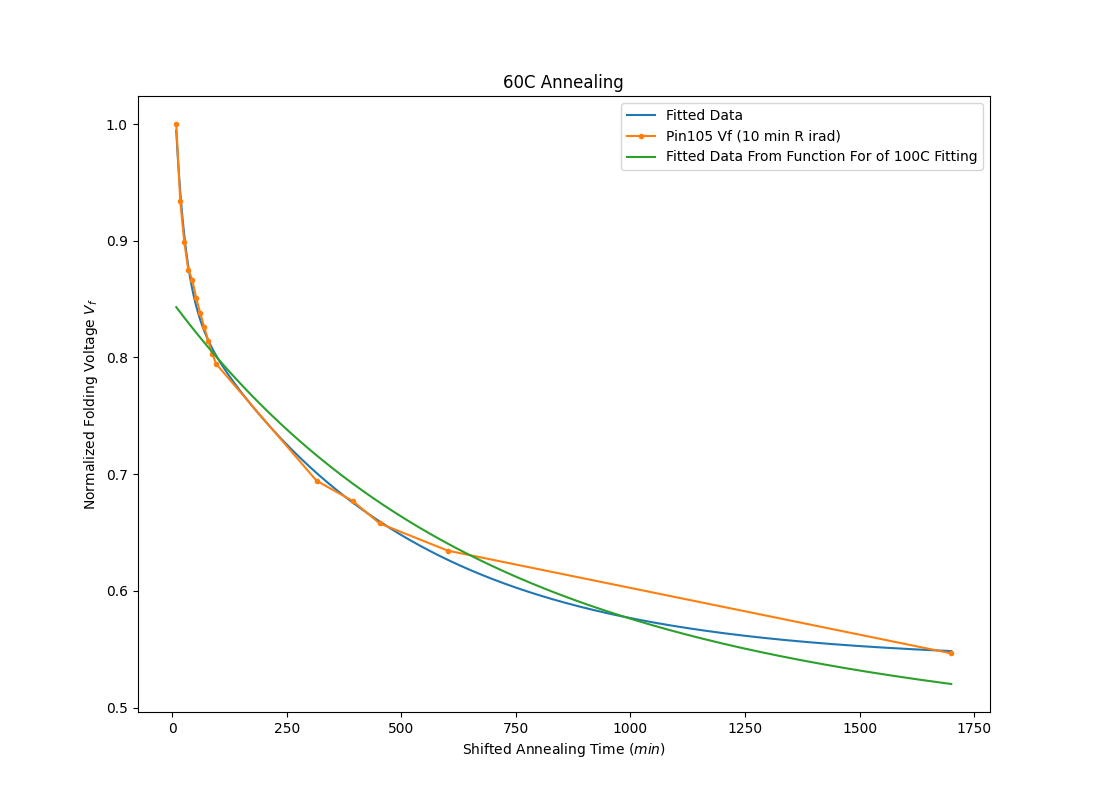 60C Annealing
Fitted Data
Pin105 Vf (10 min R irad)
Fitted Data From Function For of 100C Fitting
Normalized Folding Voltage V_f
1.0
0.9
0.8
0.7
0.6
0.5
0 250 500 750 1000 1250 1500 1750
Shifted Annealing Time (min)